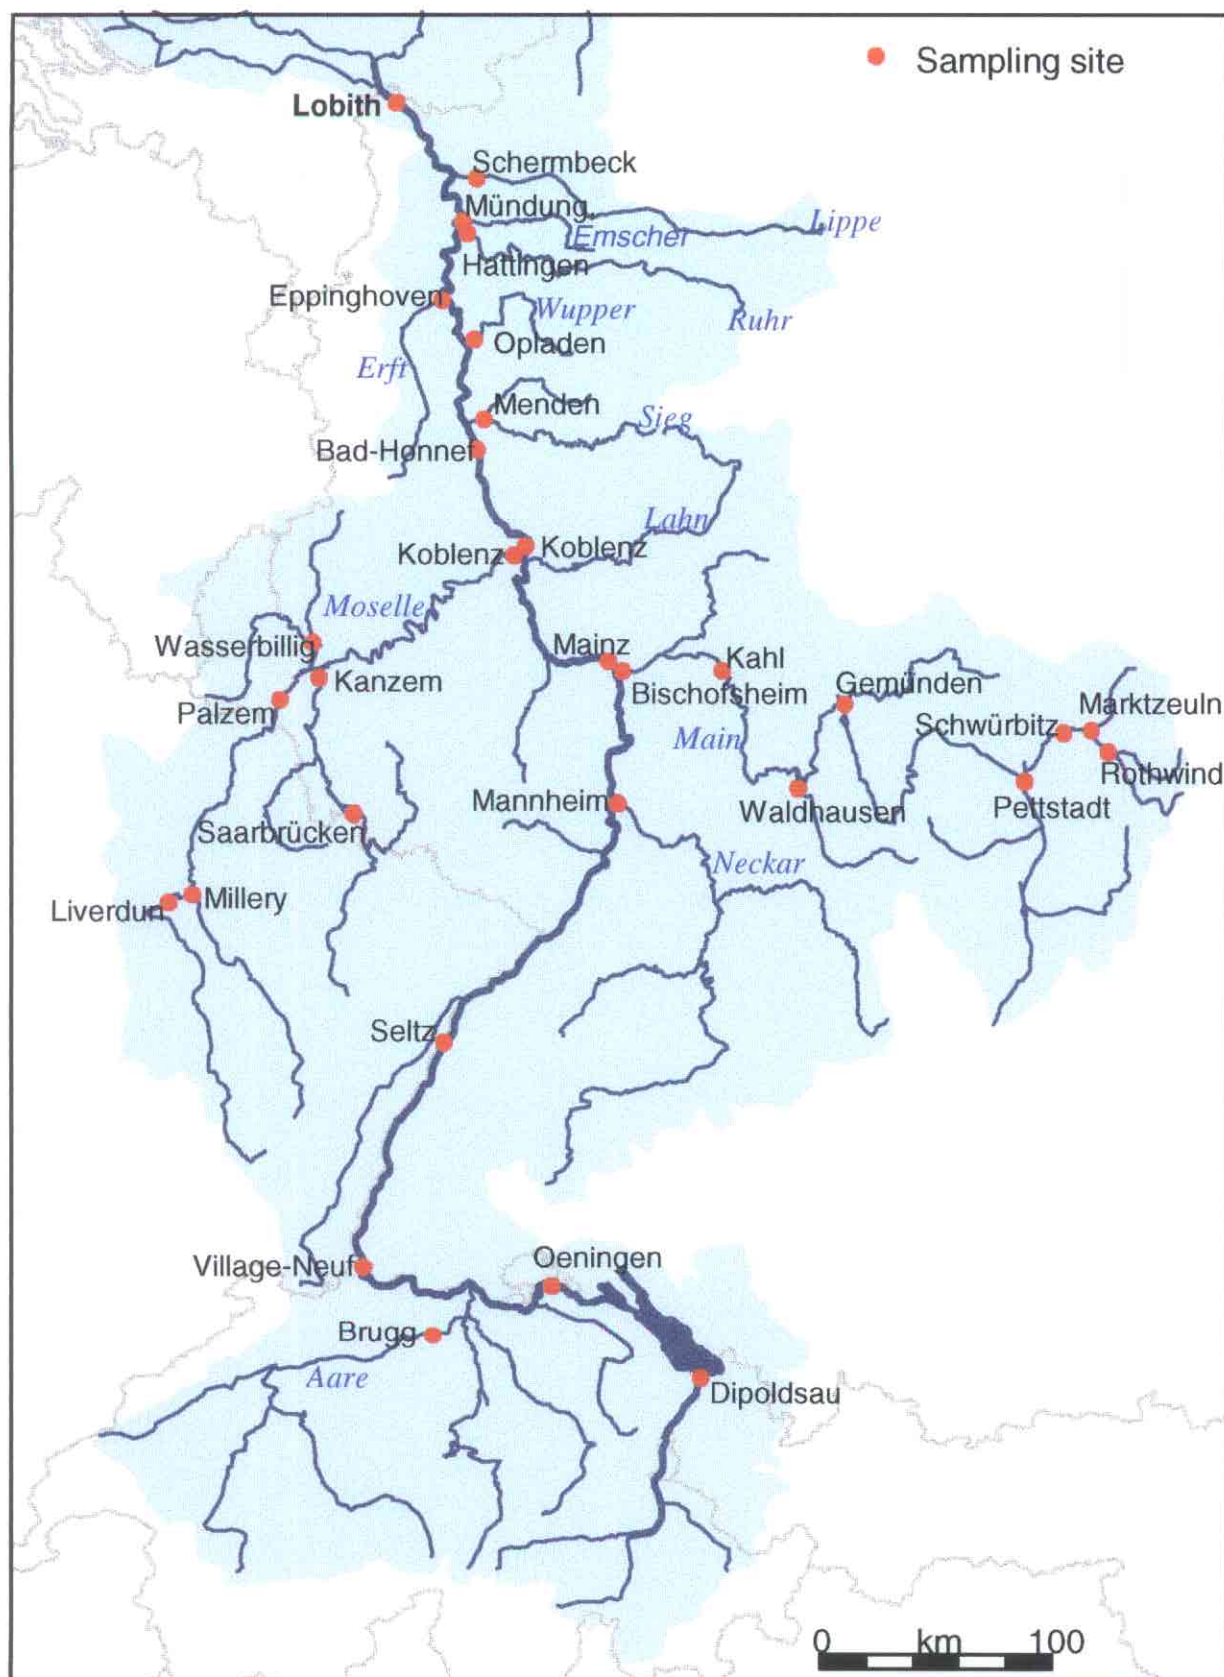 Sampling site
Lobith
Schermbeck
Mündung.
Lippe
Emscher
Hattingen
Eppinghoven
Wupper
Ruhr
Opladen
Erft
Menden
Sieg
Bad-Honnef
Lahn
Koblenz
Koblenz
Moselle
Wasserbillig
Mainz
Kahl
Kanzem
Bischofsheim
Gemünden
Palzem
Marktzeuln
Schwürbitz
Main
Rothwind
Mannheim
Waldhausen
Pettstadt
Saarbrücken
Neckar
Millery
Liverdun
Seltz
Oeningen
Village-Neuf
Brugg
Aare
Dipoldsau
0 km 100